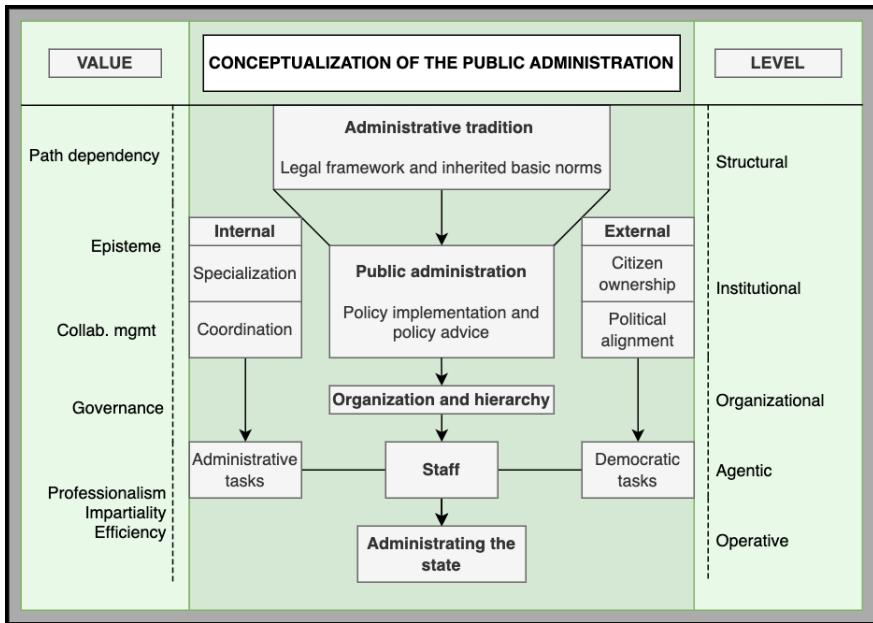 VALUE
CONCEPTUALIZATION OF THE PUBLIC ADMINISTRATION
LEVEL
Administrative tradition
Legal framework and inherited basic norms
Path dependency
Structural
Internal
Specialization
Coordination
Public administration
Policy implementation and
policy advice
External
Citizen
ownership
Political
alignment
Episteme
Institutional
Collab. mgmt
Organization and hierarchy
Governance
Organizational
Administrative
tasks
Staff
Democratic
tasks
Agentic
Professionalism
Impartiality
Efficiency
Administrating the
state
Operative